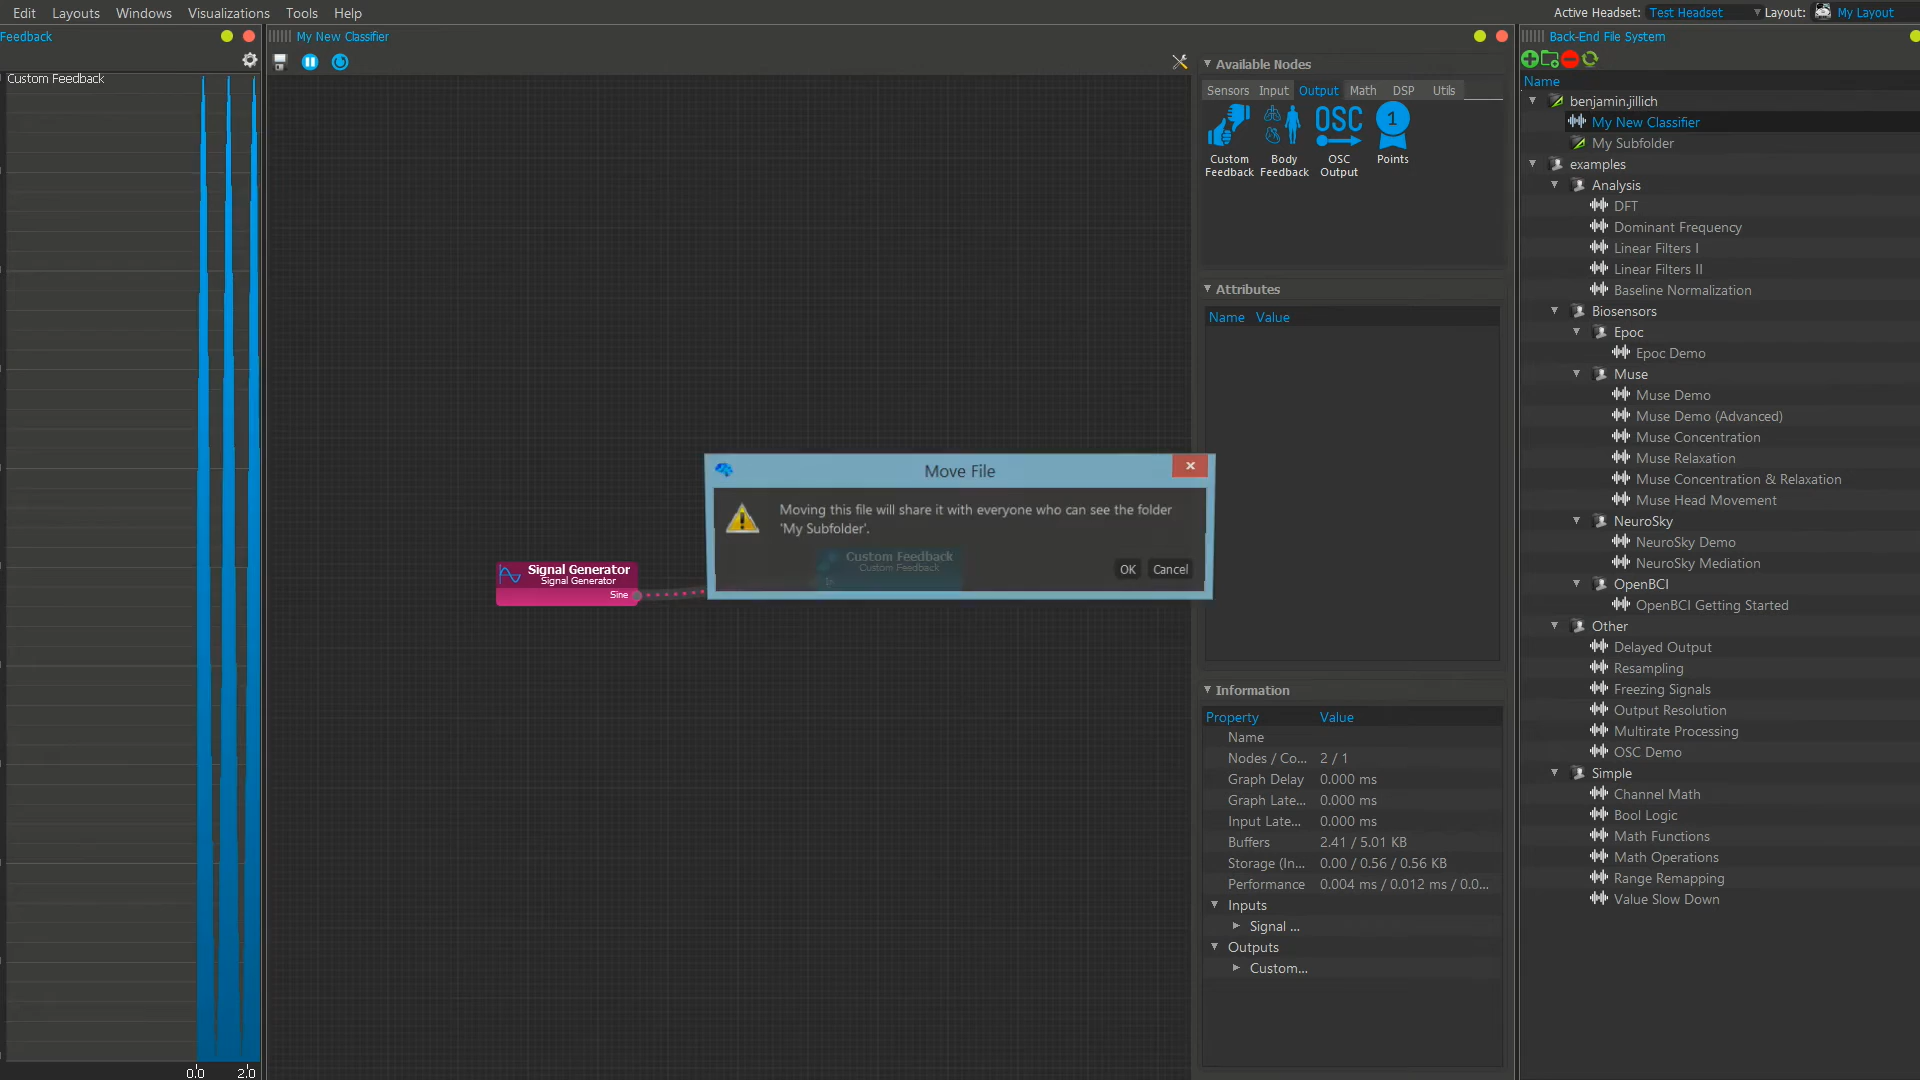 Edit Layouts Windows Visualizations Tools Help
Active Headset: Test Headset Layout: My Layout
Feedback
Custom Feedback
0.0 2.0
My New Classifier
Signal Generator
Signal Generator
Sine
Move File
Moving this file will share it with everyone who can see the folder
'My Subfolder'.
OK Cancel
Custom Feedback
Custom Feedback
In
Available Nodes
Sensors Input Output Math DSP Utils
OSC
1
Custom Feedback
Body Feedback
OSC Output
Points
Attributes
Name Value
Information
Property Value
Name
Nodes / Co... 2 / 1
Graph Delay 0.000 ms
Graph Late... 0.000 ms
Input Late... 0.000 ms
Buffers 2.41 / 5.01 KB
Storage (In... 0.00 / 0.56 / 0.56 KB
Performance 0.004 ms / 0.012 ms / 0.0...
Inputs
Signal ...
Outputs
Custom...
Back-End File System
Name
benjamin.jillich
My New Classifier
My Subfolder
examples
Analysis
DFT
Dominant Frequency
Linear Filters I
Linear Filters II
Baseline Normalization
Biosensors
Epoc
Epoc Demo
Muse
Muse Demo
Muse Demo (Advanced)
Muse Concentration
Muse Relaxation
Muse Concentration & Relaxation
Muse Head Movement
NeuroSky
NeuroSky Demo
NeuroSky Mediation
OpenBCI
OpenBCI Getting Started
Other
Delayed Output
Resampling
Freezing Signals
Output Resolution
Multirate Processing
OSC Demo
Simple
Channel Math
Bool Logic
Math Functions
Math Operations
Range Remapping
Value Slow Down